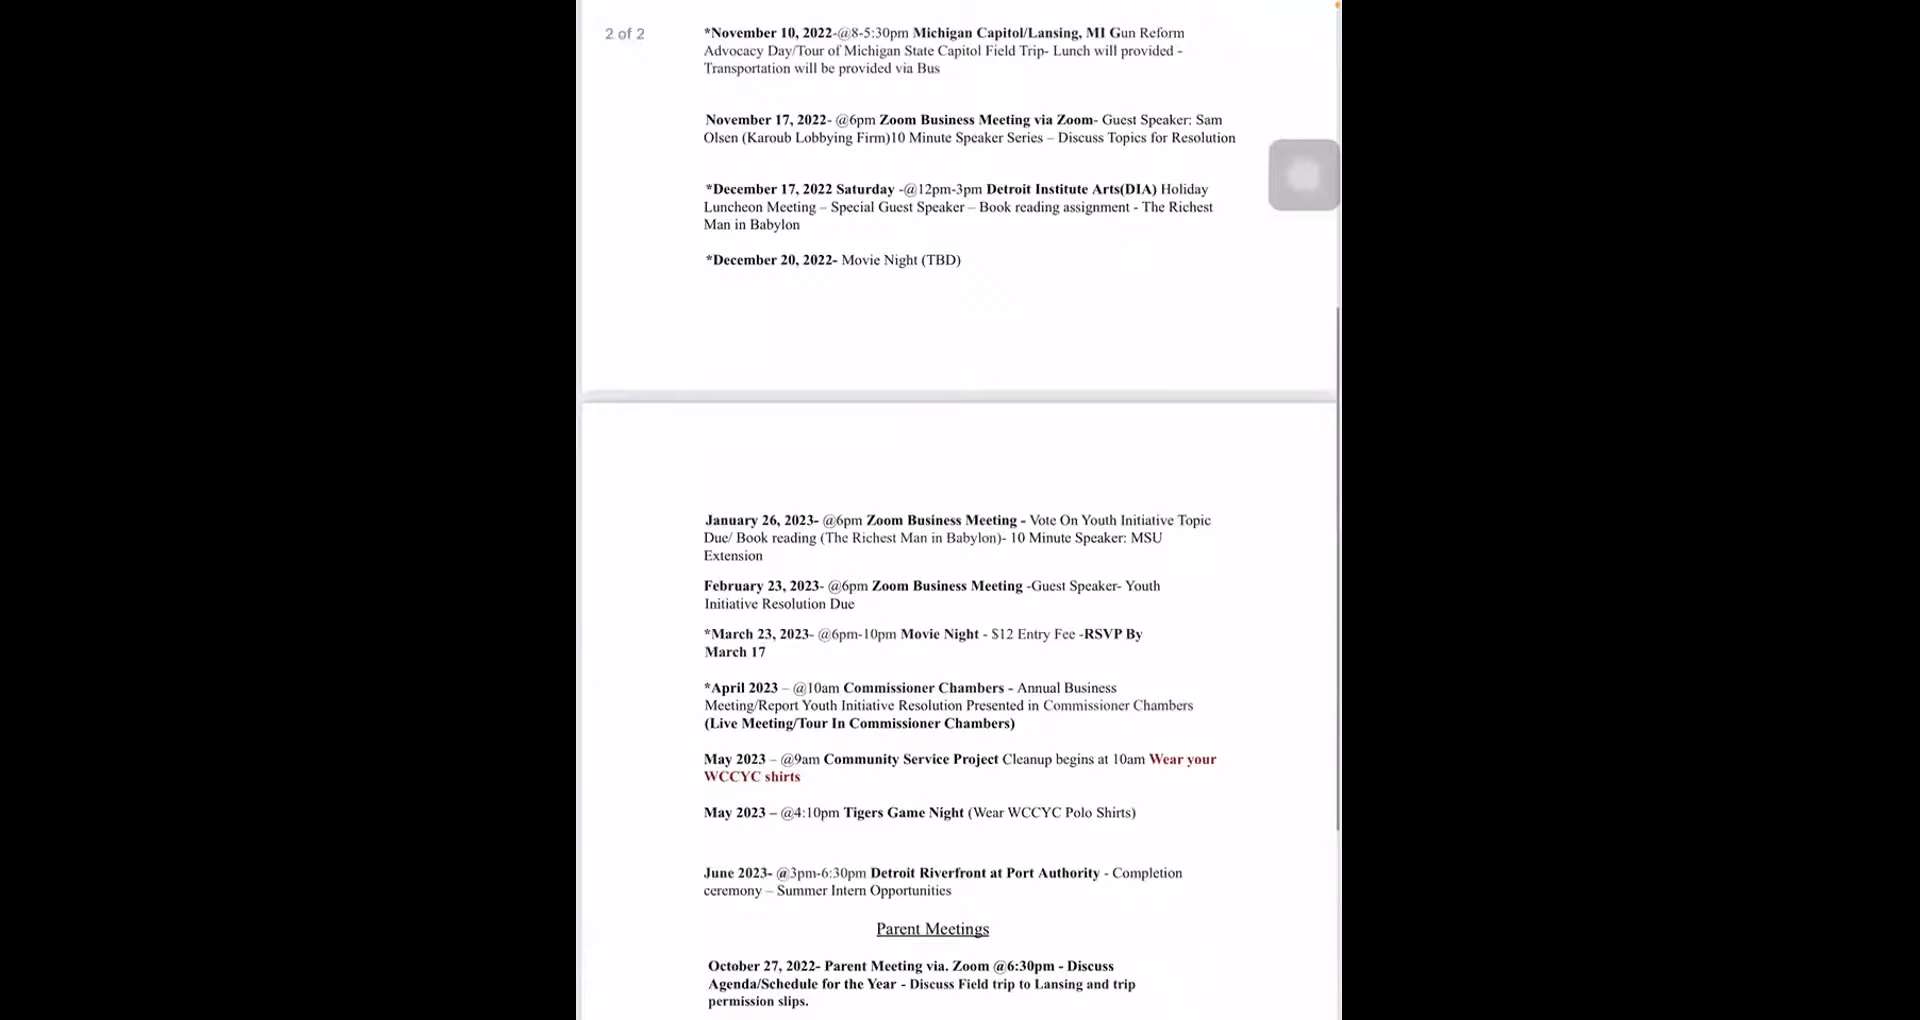 2 of 2
*November 10, 2022-@8-5:30pm Michigan Capitol/Lansing, MI Gun Reform
Advocacy Day/Tour of Michigan State Capitol Field Trip- Lunch will provided -
Transportation will be provided via Bus
November 17, 2022- @6pm Zoom Business Meeting via Zoom- Guest Speaker: Sam
Olsen (Karoub Lobbying Firm)10 Minute Speaker Series – Discuss Topics for Resolution
*December 17, 2022 Saturday -@12pm-3pm Detroit Institute Arts(DIA) Holiday
Luncheon Meeting – Special Guest Speaker – Book reading assignment - The Richest
Man in Babylon
*December 20, 2022- Movie Night (TBD)
January 26, 2023- @6pm Zoom Business Meeting - Vote On Youth Initiative Topic
Due/ Book reading (The Richest Man in Babylon)- 10 Minute Speaker: MSU
Extension
February 23, 2023- @6pm Zoom Business Meeting -Guest Speaker- Youth
Initiative Resolution Due
*March 23, 2023- @6pm-10pm Movie Night - $12 Entry Fee -RSVP By
March 17
*April 2023 – @10am Commissioner Chambers - Annual Business
Meeting/Report Youth Initiative Resolution Presented in Commissioner Chambers
(Live Meeting/Tour In Commissioner Chambers)
May 2023 – @9am Community Service Project Cleanup begins at 10am Wear your
WCCYC shirts
May 2023 – @4:10pm Tigers Game Night (Wear WCCYC Polo Shirts)
June 2023- @3pm-6:30pm Detroit Riverfront at Port Authority - Completion
ceremony – Summer Intern Opportunities
Parent Meetings
October 27, 2022- Parent Meeting via. Zoom @6:30pm - Discuss
Agenda/Schedule for the Year - Discuss Field trip to Lansing and trip
permission slips.